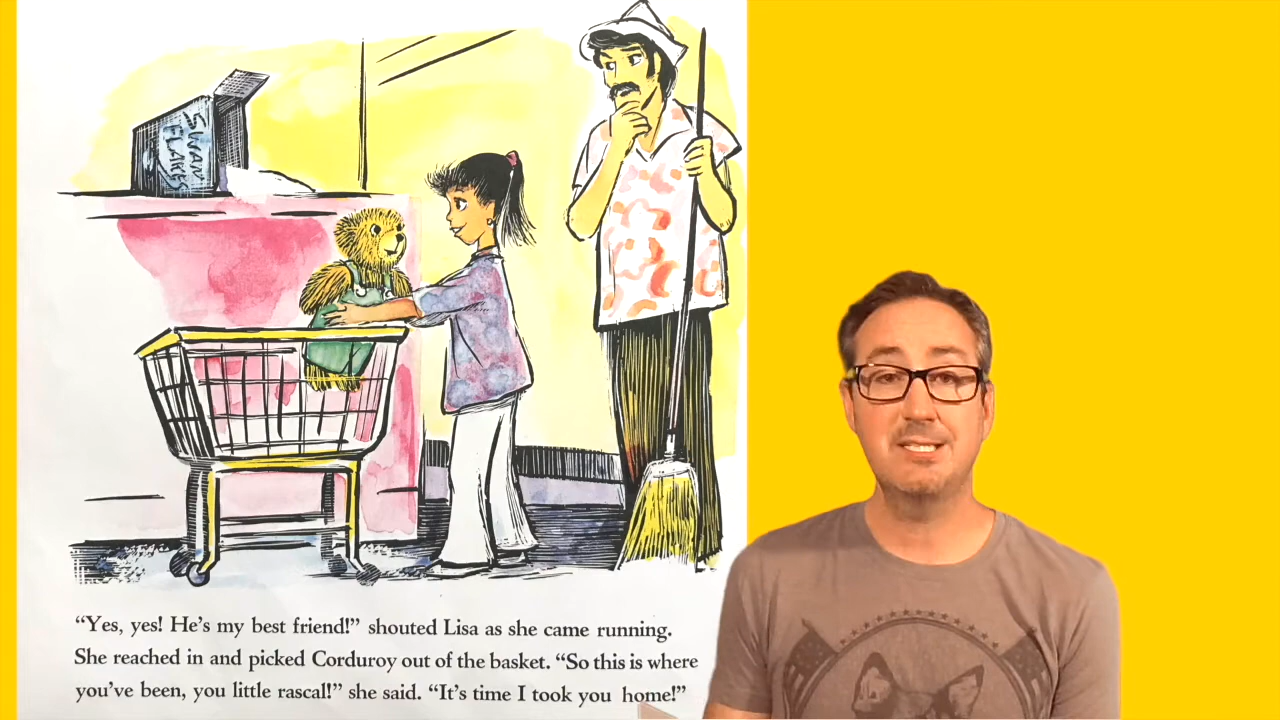 SWAN
FLAKES
“Yes, yes! He’s my best friend!” shouted Lisa as she came running.
She reached in and picked Corduroy out of the basket. “So this is where
you’ve been, you little rascal!” she said. “It’s time I took you home!”